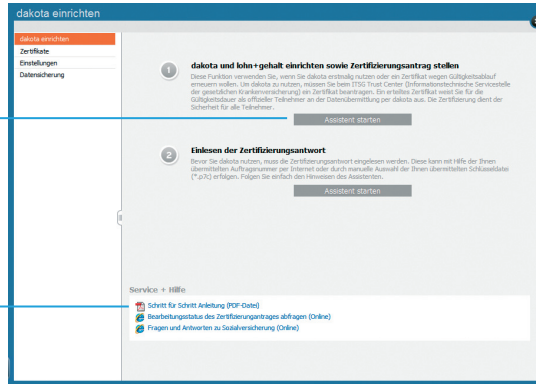 dakota einrichten
dakota einrichten
Zertifikate
Einstellungen
Datensicherung
1
dakota und lohn+gehalt einrichten sowie Zertifizierungsantrag stellen
Diese Funktion verwenden Sie, wenn Sie dakota erstmalig nutzen oder ein Zertifikat wegen Gültigkeitsablauf
erneuern wollen. Um dakota zu nutzen, müssen Sie beim ITSG Trust Center (Informationstechnische Servicestelle
der gesetzlichen Krankenversicherung) ein Zertifikat beantragen. Ein erteiltes Zertifikat weist Sie für die
Gültigkeitsdauer als offizieller Teilnehmer an der Datenübermittlung per dakota aus. Die Zertifizierung dient der
Sicherheit für alle Teilnehmer.
Assistent starten
2
Einlesen der Zertifizierungsantwort
Bevor Sie dakota nutzen, muss die Zertifizierungsantwort eingelesen werden. Diese kann mit Hilfe der Ihnen
übermittelten Auftragsnummer per Internet oder durch manuelle Auswahl der Ihnen übermittelten Schlüsseldatei
(*.p7c) erfolgen. Folgen Sie einfach den Hinweisen des Assistenten.
Assistent starten
Service + Hilfe
Schritt für Schritt Anleitung (PDF-Datei)
Bearbeitungsstatus des Zertifizierungantrages abfragen (Online)
Fragen und Antworten zu Sozialversicherung (Online)